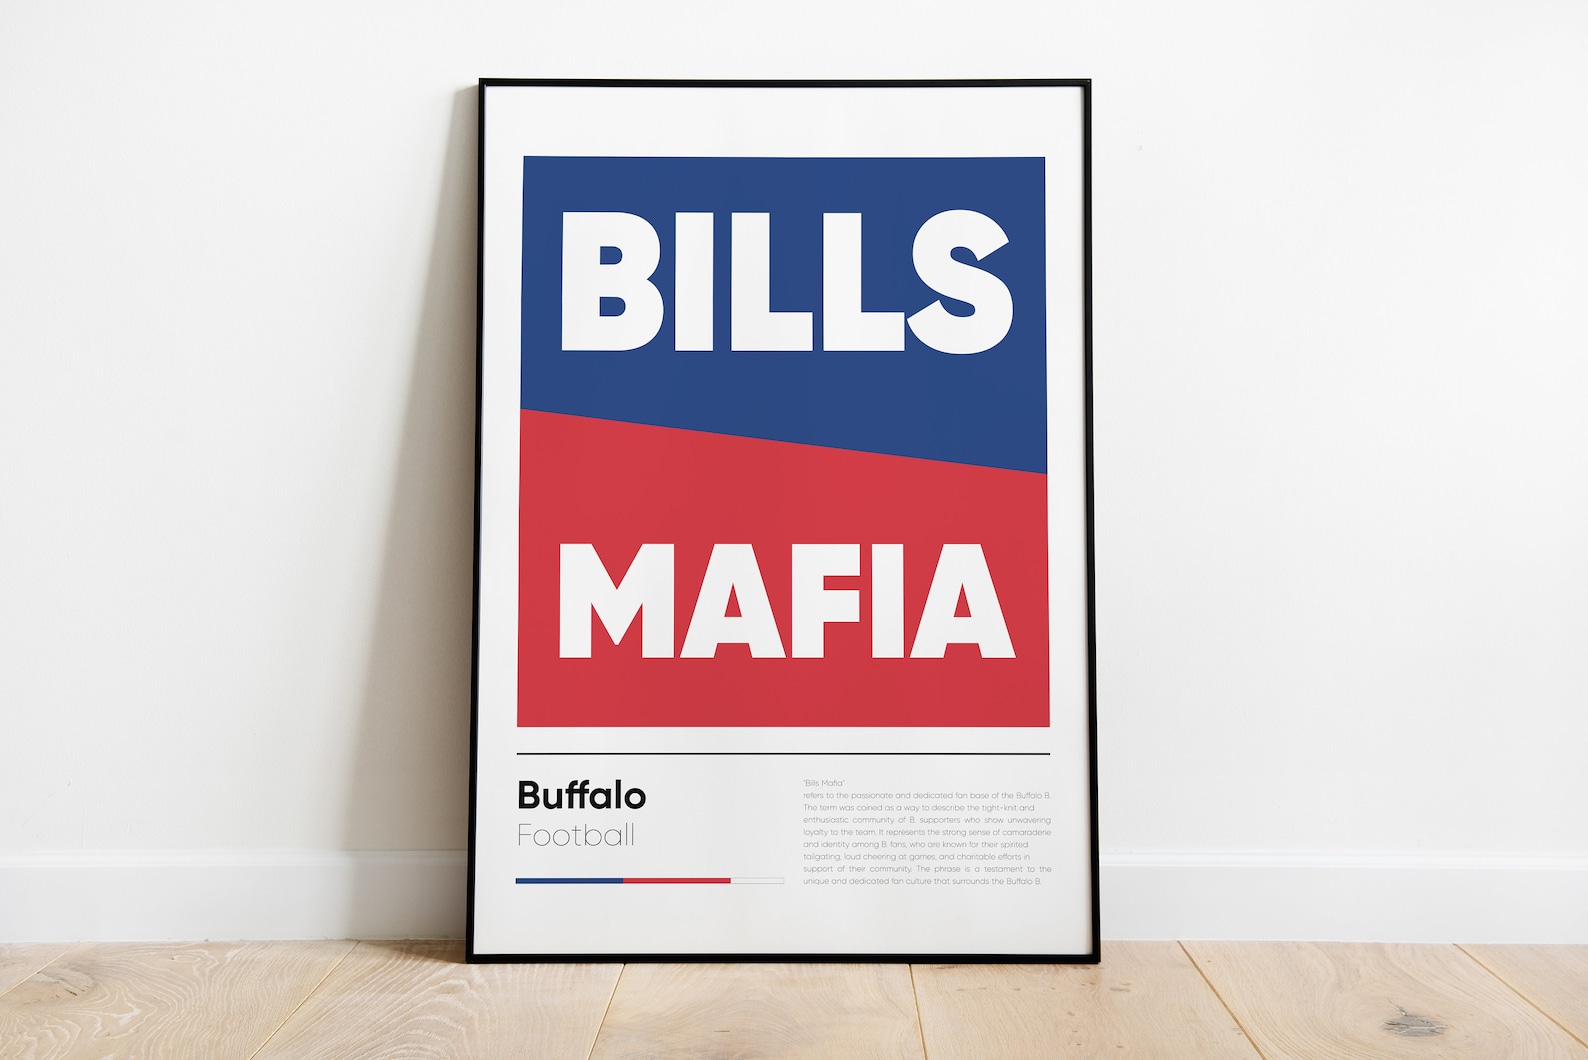 BILLS
MAFIA
Buffalo
Football
"Bills Mafia"
refers to the passionate and dedicated fan base of the Buffalo B.
The term was coined as a way to describe the tight-knit and
enthusiastic community of B. supporters who show unwavering
loyalty to the team. It represents the strong sense of camaraderie
and identity among B. fans, who are known for their spirited
tailgating, loud cheering at games, and charitable efforts in
support of their community. The phrase is a testament to the
unique and dedicated fan culture that surrounds the Buffalo B.